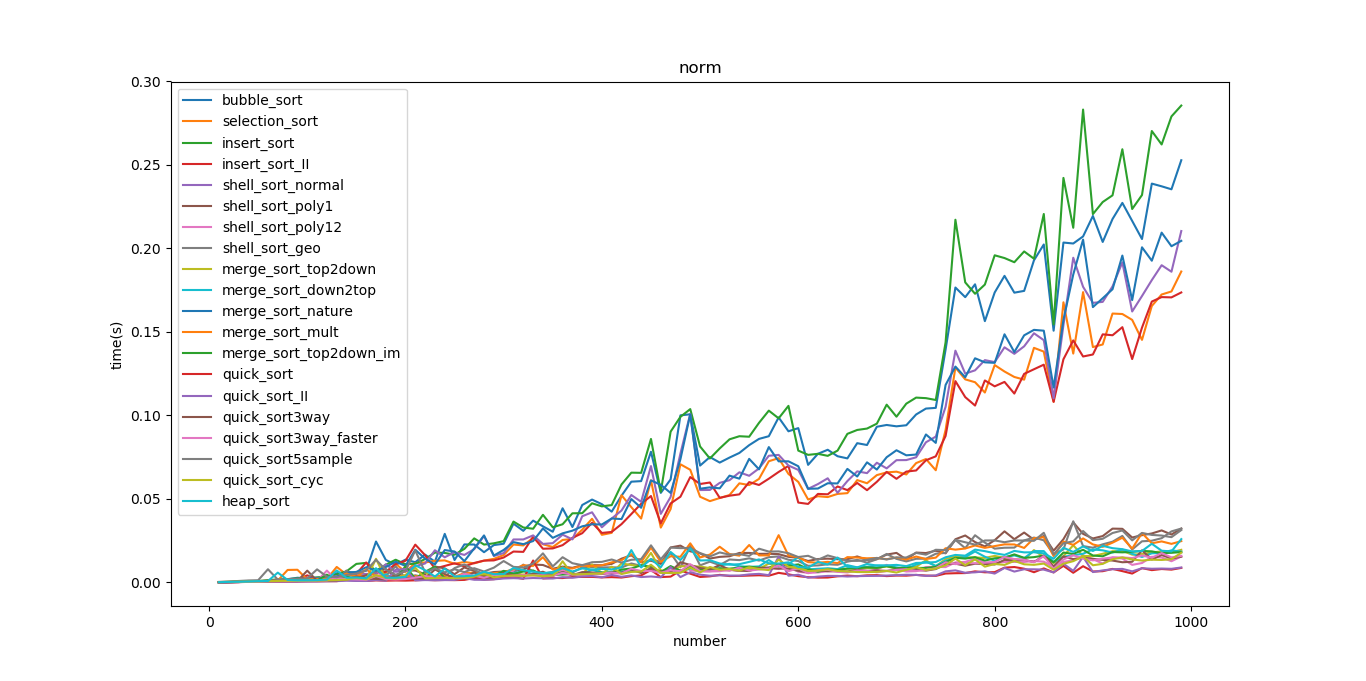 norm
0.30
0.25
0.20
0.15
0.10
0.05
0.00
time(s)
bubble_sort
selection_sort
insert_sort
insert_sort_II
shell_sort_normal
shell_sort_poly1
shell_sort_poly12
shell_sort_geo
merge_sort_top2down
merge_sort_down2top
merge_sort_nature
merge_sort_mult
merge_sort_top2down_im
quick_sort
quick_sort_II
quick_sort3way
quick_sort3way_faster
quick_sort5sample
quick_sort_cyc
heap_sort
0 200 400 600 800 1000
number